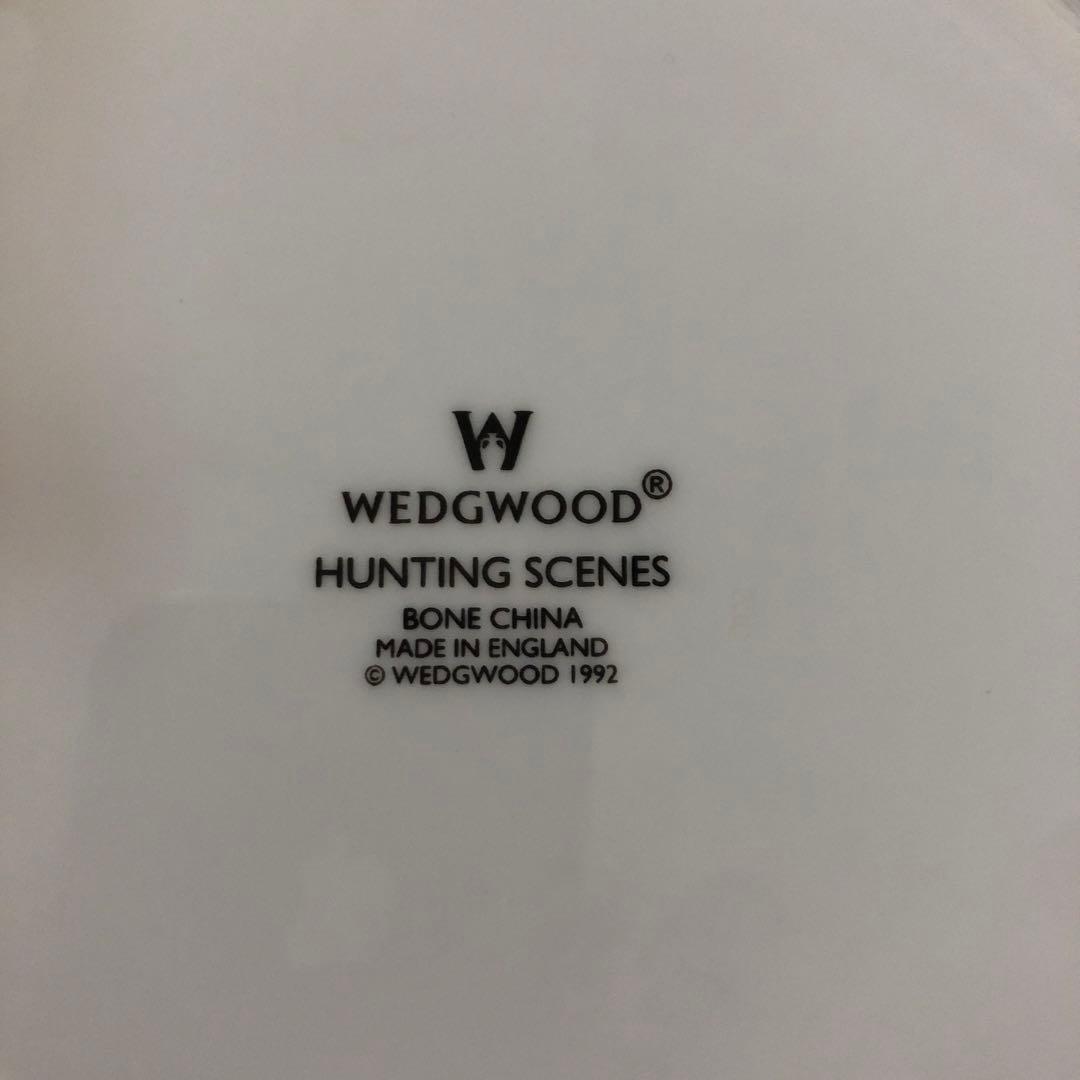 W
WEDGWOOD®
HUNTING SCENES
BONE CHINA
MADE IN ENGLAND
© WEDGWOOD 1992